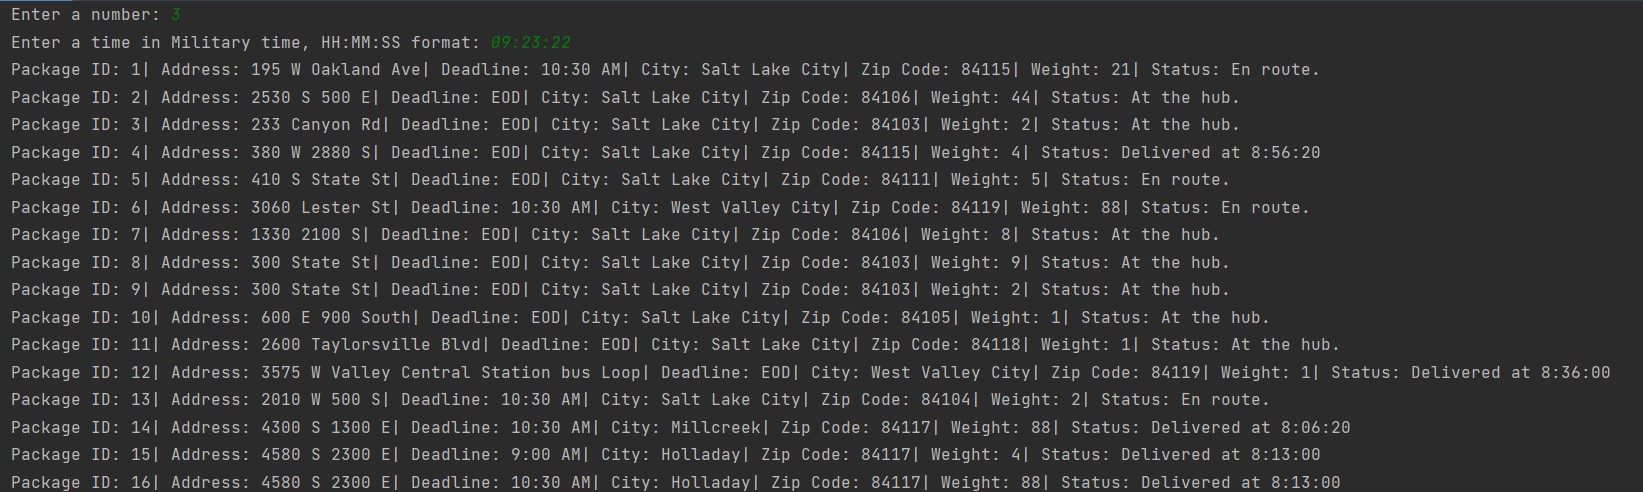 Enter a number: 3
Enter a time in Military time, HH:MM:SS format: 09:23:22
Package ID: 1| Address: 195 W Oakland Ave| Deadline: 10:30 AM| City: Salt Lake City| Zip Code: 84115| Weight: 21| Status: En route.
Package ID: 2| Address: 2530 S 500 E| Deadline: EOD| City: Salt Lake City| Zip Code: 84106| Weight: 44| Status: At the hub.
Package ID: 3| Address: 233 Canyon Rd| Deadline: EOD| City: Salt Lake City| Zip Code: 84103| Weight: 2| Status: At the hub.
Package ID: 4| Address: 380 W 2880 S| Deadline: EOD| City: Salt Lake City| Zip Code: 84115| Weight: 4| Status: Delivered at 8:56:20
Package ID: 5| Address: 410 S State St| Deadline: EOD| City: Salt Lake City| Zip Code: 84111| Weight: 5| Status: En route.
Package ID: 6| Address: 3060 Lester St| Deadline: 10:30 AM| City: West Valley City| Zip Code: 84119| Weight: 88| Status: En route.
Package ID: 7| Address: 1330 2100 S| Deadline: EOD| City: Salt Lake City| Zip Code: 84106| Weight: 8| Status: At the hub.
Package ID: 8| Address: 300 State St| Deadline: EOD| City: Salt Lake City| Zip Code: 84103| Weight: 9| Status: At the hub.
Package ID: 9| Address: 300 State St| Deadline: EOD| City: Salt Lake City| Zip Code: 84103| Weight: 2| Status: At the hub.
Package ID: 10| Address: 600 E 900 South| Deadline: EOD| City: Salt Lake City| Zip Code: 84105| Weight: 1| Status: At the hub.
Package ID: 11| Address: 2600 Taylorsville Blvd| Deadline: EOD| City: Salt Lake City| Zip Code: 84118| Weight: 1| Status: At the hub.
Package ID: 12| Address: 3575 W Valley Central Station bus Loop| Deadline: EOD| City: West Valley City| Zip Code: 84119| Weight: 1| Status: Delivered at 8:36:00
Package ID: 13| Address: 2010 W 500 S| Deadline: 10:30 AM| City: Salt Lake City| Zip Code: 84104| Weight: 2| Status: En route.
Package ID: 14| Address: 4300 S 1300 E| Deadline: 10:30 AM| City: Millcreek| Zip Code: 84117| Weight: 88| Status: Delivered at 8:06:20
Package ID: 15| Address: 4580 S 2300 E| Deadline: 9:00 AM| City: Holladay| Zip Code: 84117| Weight: 4| Status: Delivered at 8:13:00
Package ID: 16| Address: 4580 S 2300 E| Deadline: 10:30 AM| City: Holladay| Zip Code: 84117| Weight: 88| Status: Delivered at 8:13:00